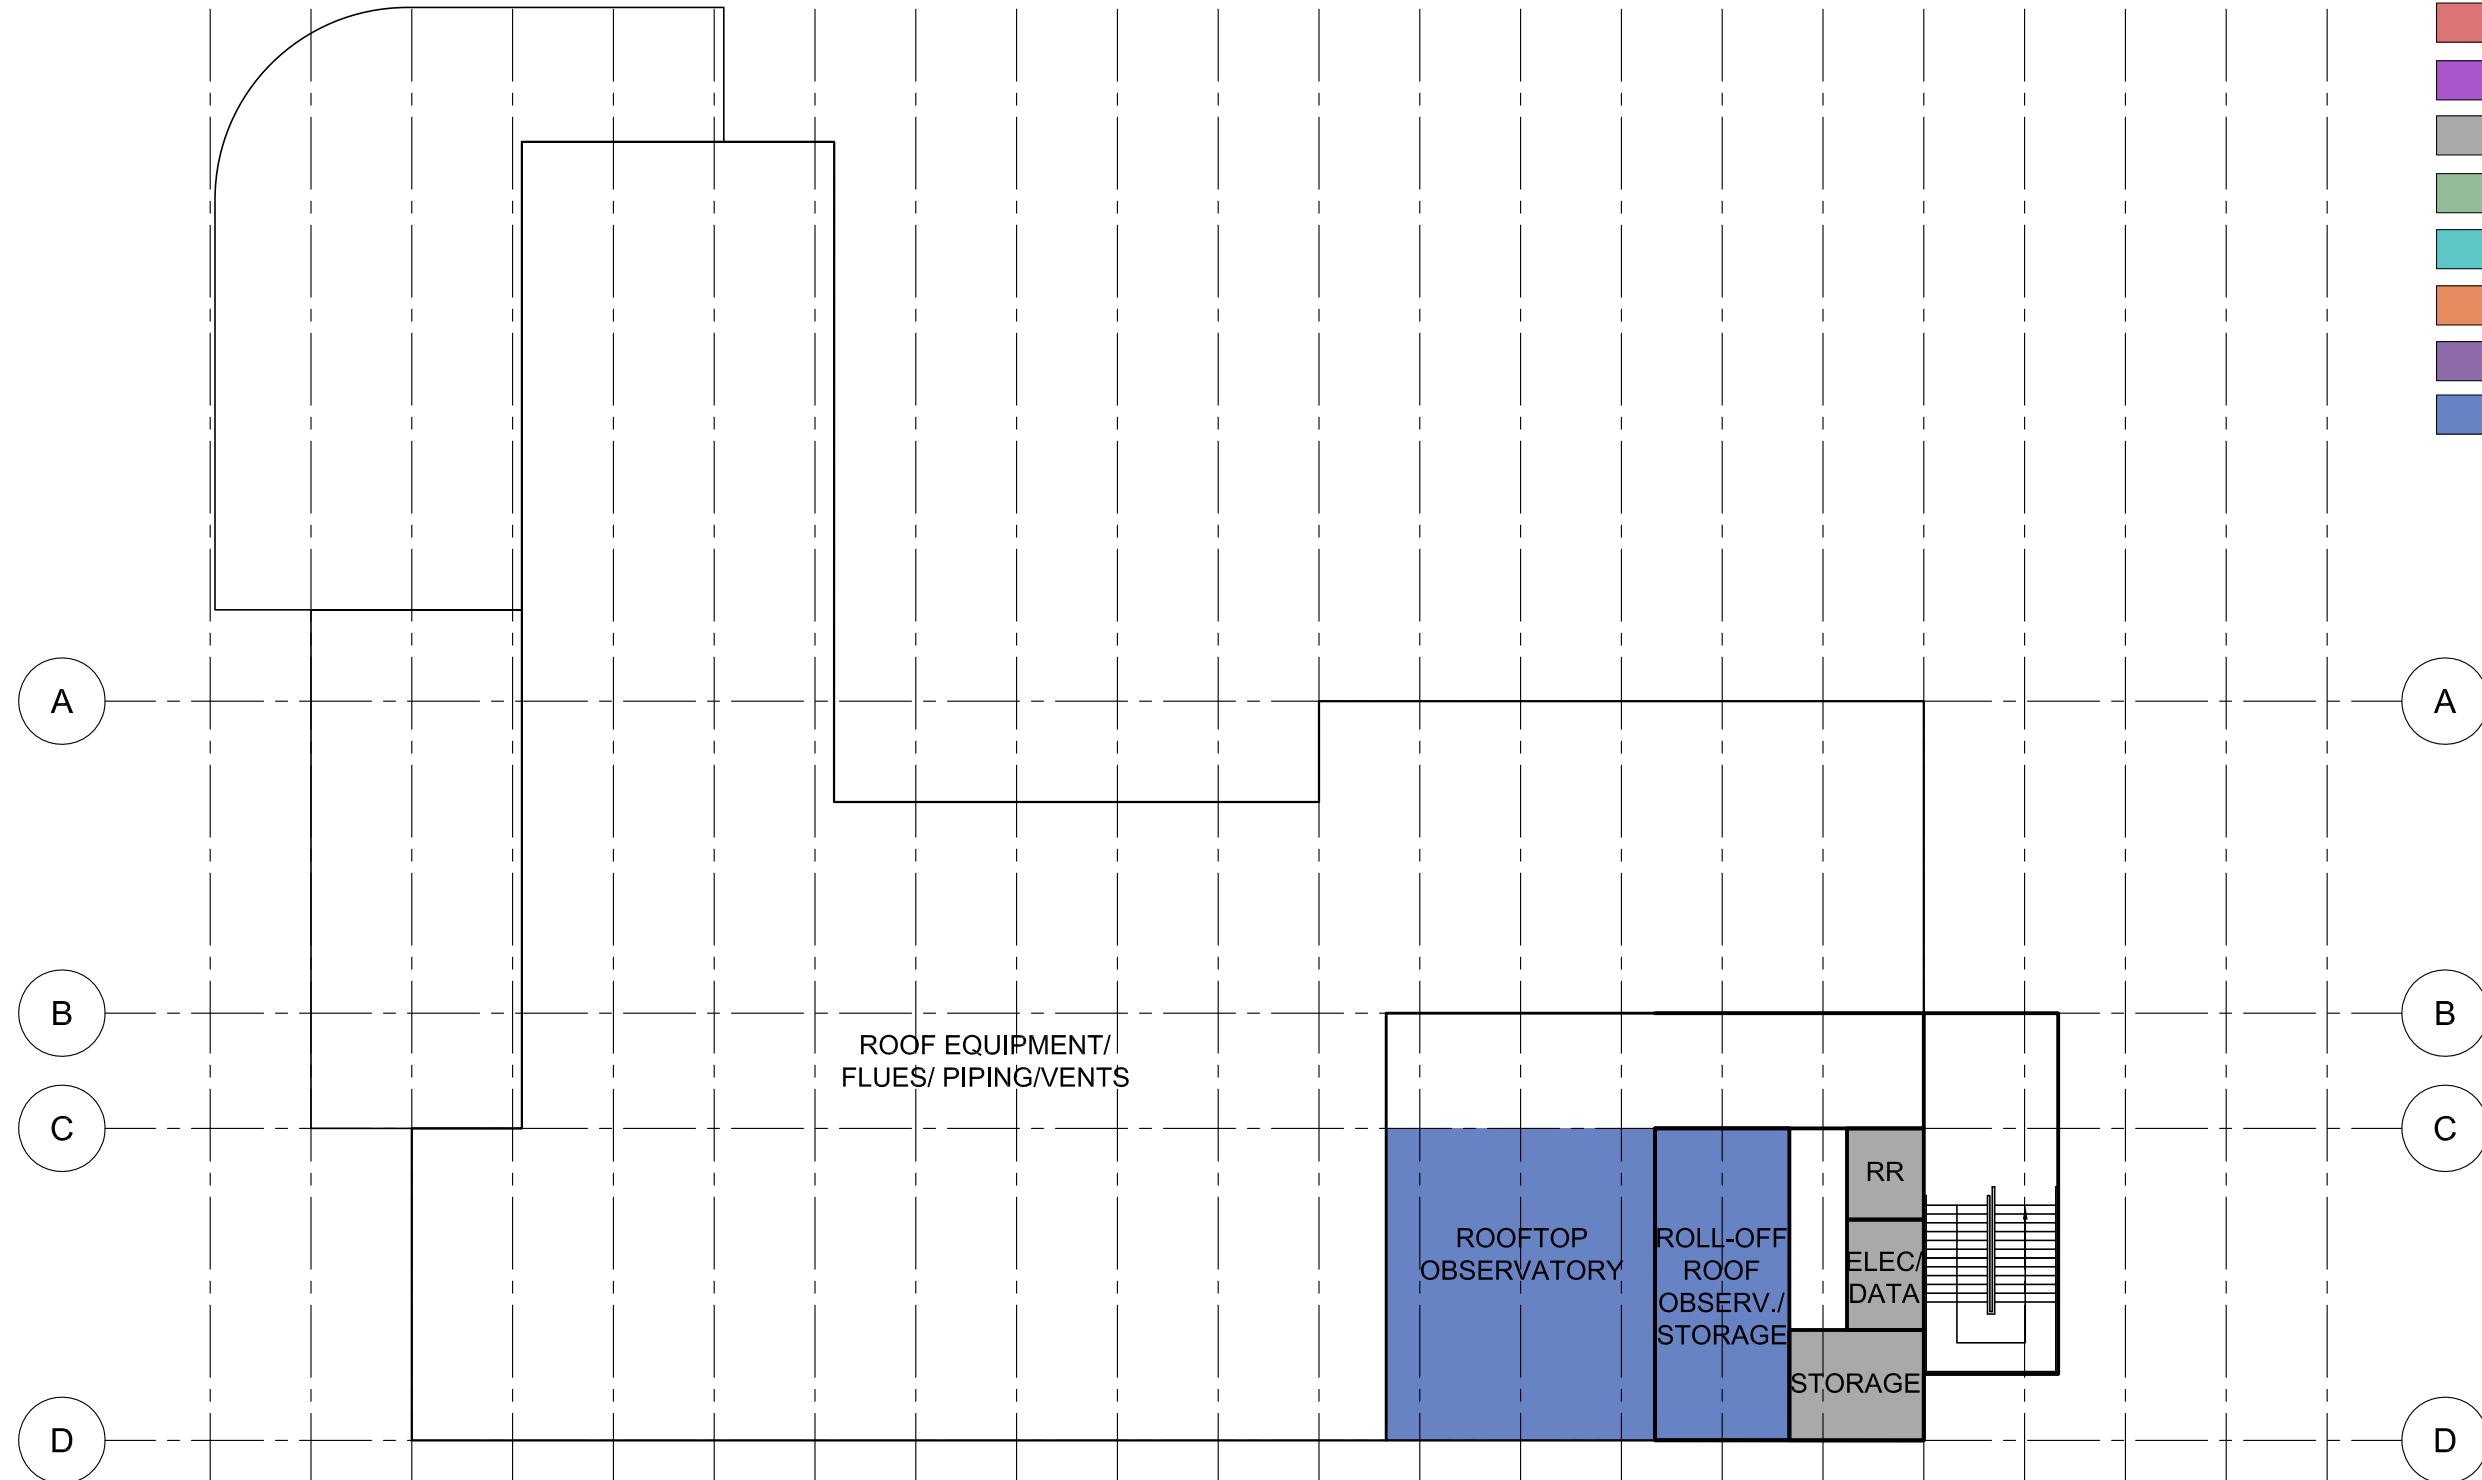 A
A
B
B
ROOF EQUIPMENT/
FLUES/ PIPING/VENTS
C
C
RR
ROOFTOP
OBSERVATORY
ROLL-OFF
ROOF
OBSERV./
STORAGE
ELEC/
DATA
STORAGE
D
D